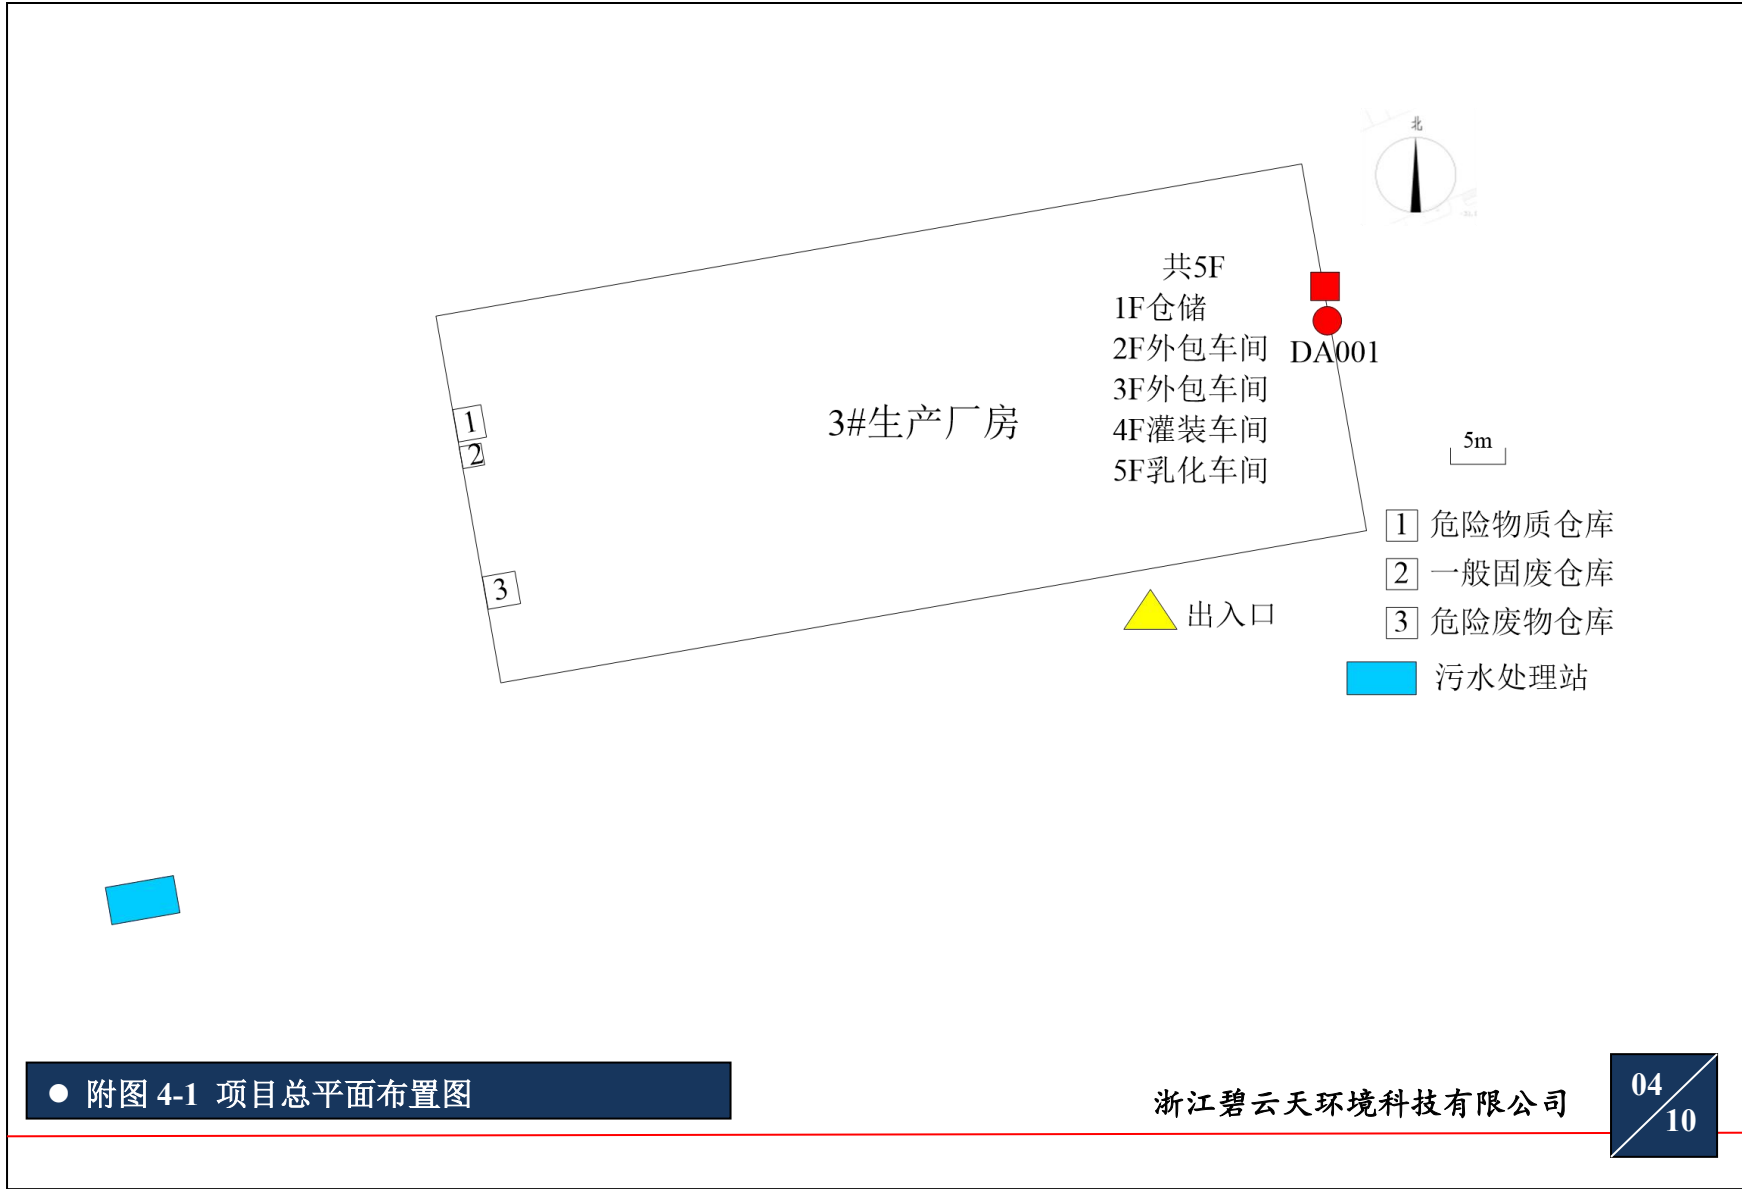 北
共5F
1F仓储
2F外包车间
3F外包车间
4F灌装车间
5F乳化车间
DA001
3#生产厂房
1
2
3
5m
1 危险物质仓库
2 一般固废仓库
3 危险废物仓库
污水处理站
出入口
● 附图 4-1 项目总平面布置图
浙江碧云天环境科技有限公司
04/10